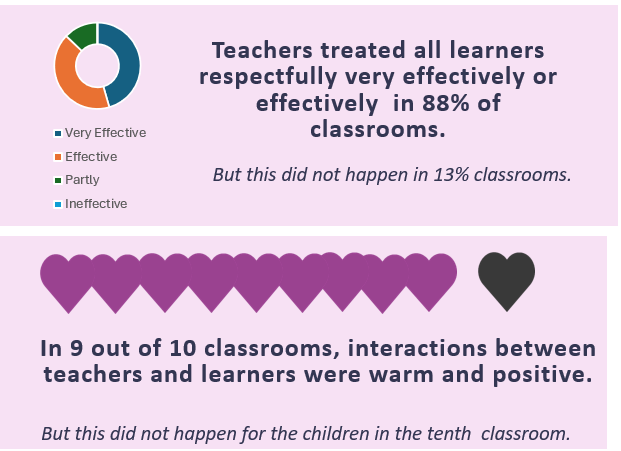 Very Effective
Effective
Partly
Ineffective
Teachers treated all learners
respectfully very effectively or
effectively in 88% of
classrooms.
But this did not happen in 13% classrooms.
In 9 out of 10 classrooms, interactions between
teachers and learners were warm and positive.
But this did not happen for the children in the tenth classroom.